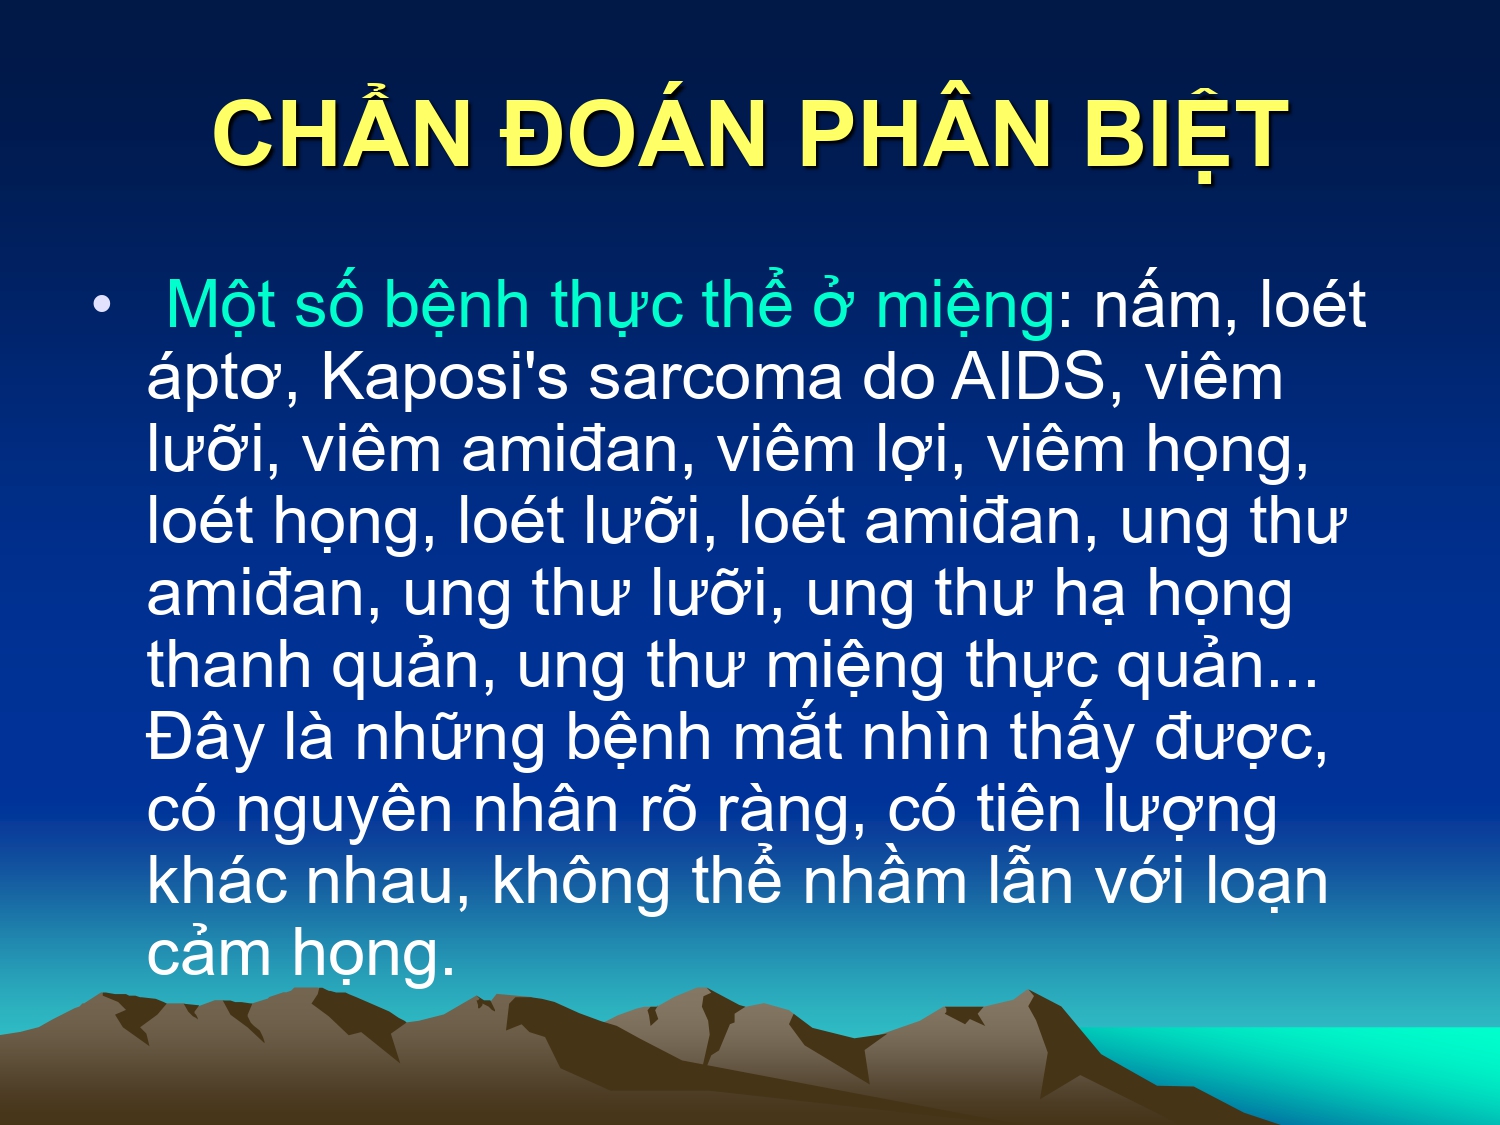 CHẨN ĐOÁN PHÂN BIỆT
• Một số bệnh thực thể ở miệng: nấm, loét
áptơ, Kaposi's sarcoma do AIDS, viêm
lưỡi, viêm amiđan, viêm lợi, viêm họng,
loét họng, loét lưỡi, loét amiđan, ung thư
amiđan, ung thư lưỡi, ung thư hạ họng
thanh quản, ung thư miệng thực quản...
Đây là những bệnh mắt nhìn thấy được,
có nguyên nhân rõ ràng, có tiên lượng
khác nhau, không thể nhầm lẫn với loạn
cảm họng.